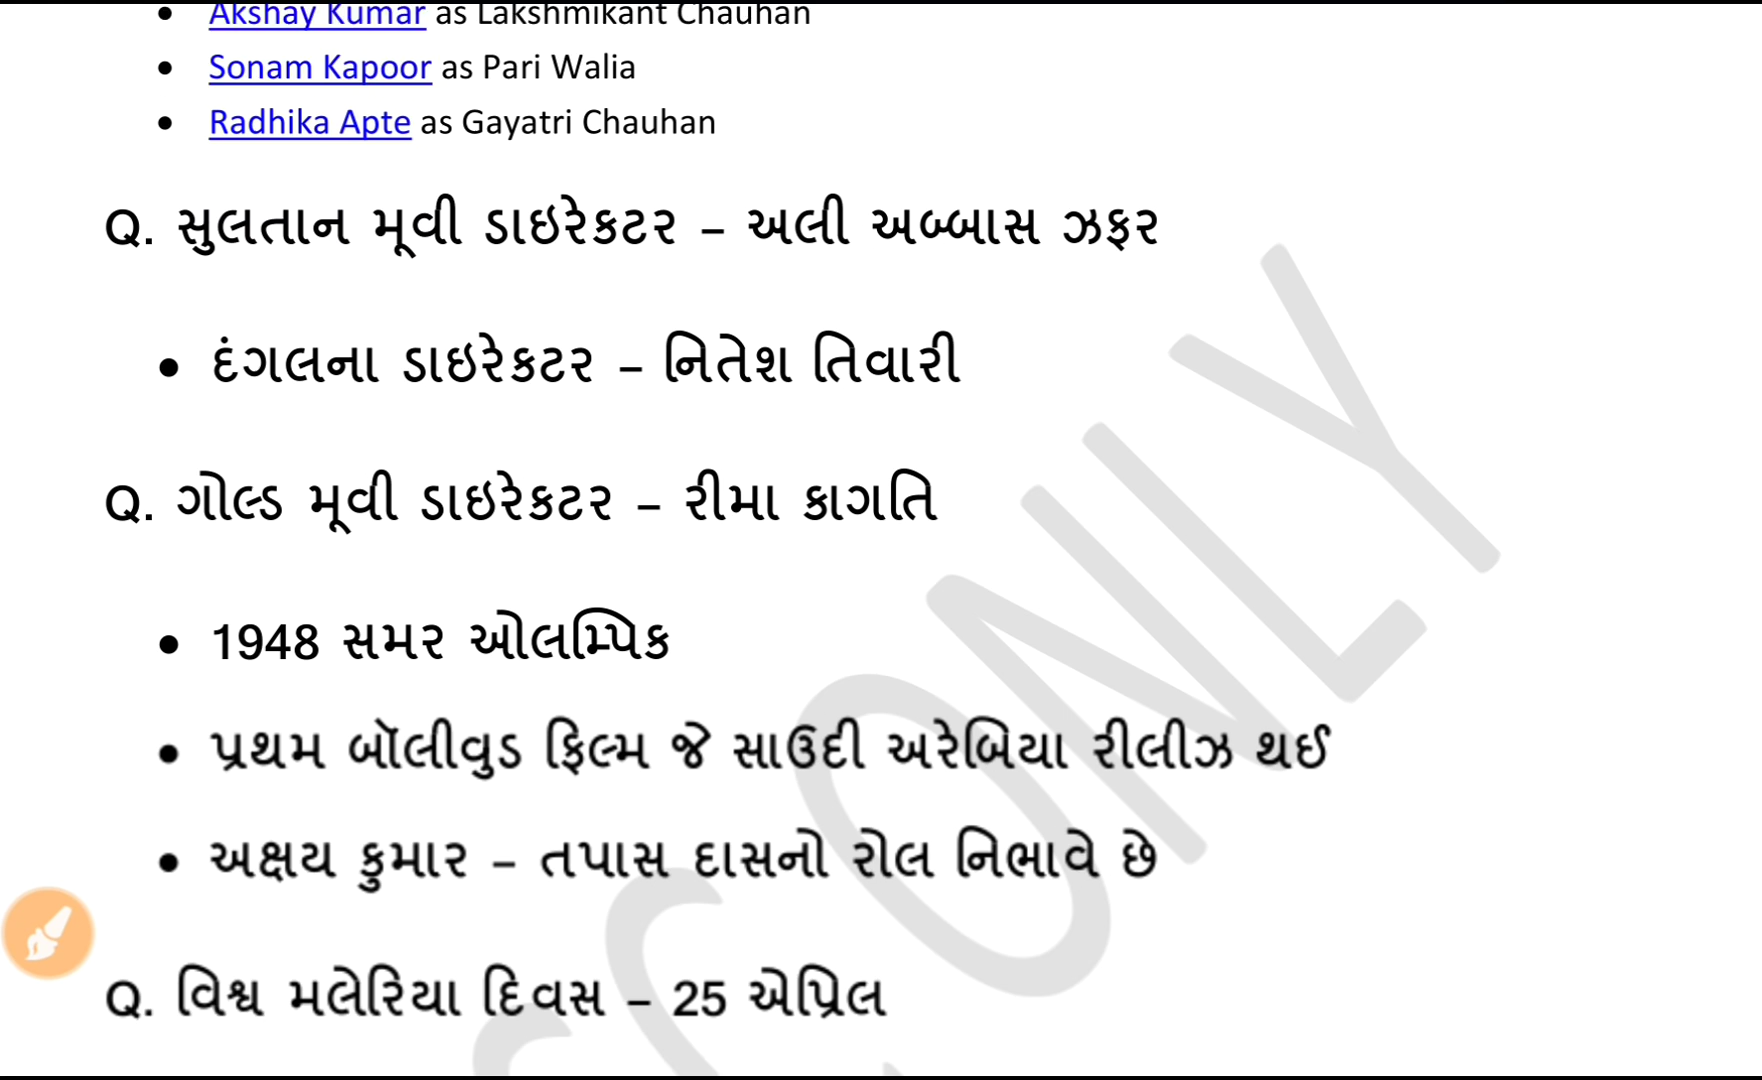 • Akshay Kumar as Lakshmikant Chauhan
• Sonam Kapoor as Pari Walia
• Radhika Apte as Gayatri Chauhan
Q. સુલતાન મૂવી ડાઇરેકટર – અલી અબ્બાસ ઝફર
• દંગલના ડાઇરેકટર – નિતેશ તિવારી
Q. ગોલ્ડ મૂવી ડાઇરેકટર – રીમા કાગતિ
• 1948 સમર ઓલમ્પિક
• પ્રથમ બૉલીવુડ ફિલ્મ જે સાઉદી અરેબિયા રીલીઝ થઈ
• અક્ષય કુમાર – તપાસ દાસનો રોલ નિભાવે છે
Q. વિશ્વ મલેરિયા દિવસ – 25 એપ્રિલ
ONLY